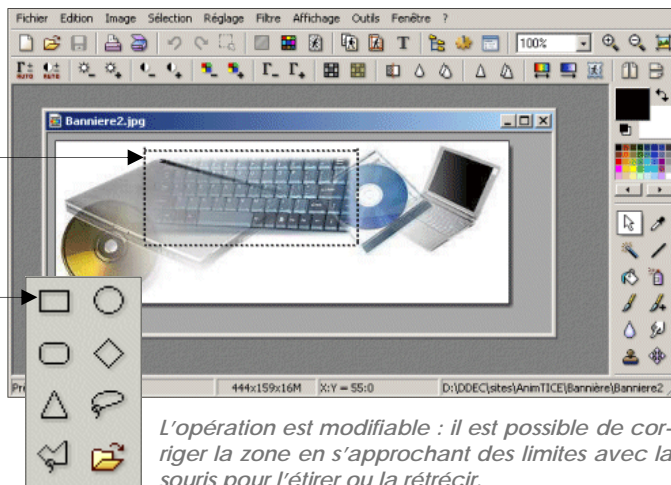 Fichier Edition Image Sélection Réglage Filtre Affichage Outils Fenêtre ?
T 100%
AUTO AUTO
Banniere2.jpg
444x159x16M X:Y = 55:0 D:\DDEC\sites\AnimTICE\Bannière\Banniere2
L'opération est modifiable : il est possible de cor-
riger la zone en s'approchant des limites avec la
souris pour l'étirer ou la rétrécir.